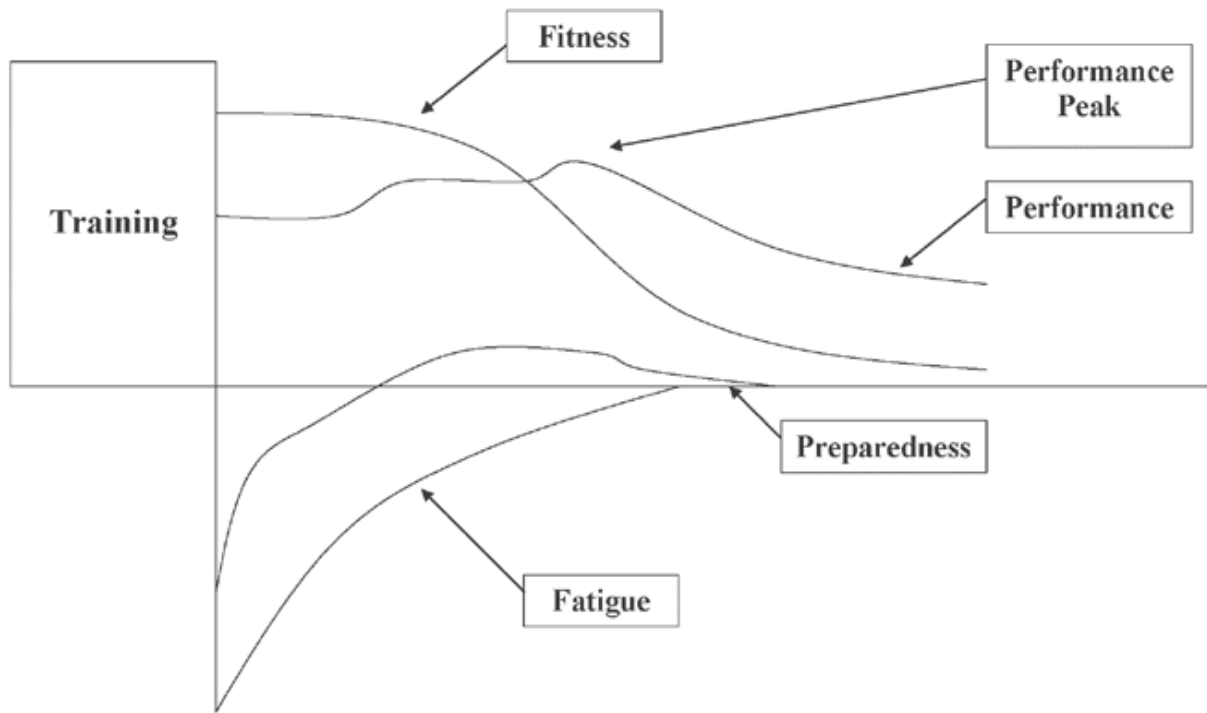 Fitness
Performance
Peak
Training
Performance
Preparedness
Fatigue